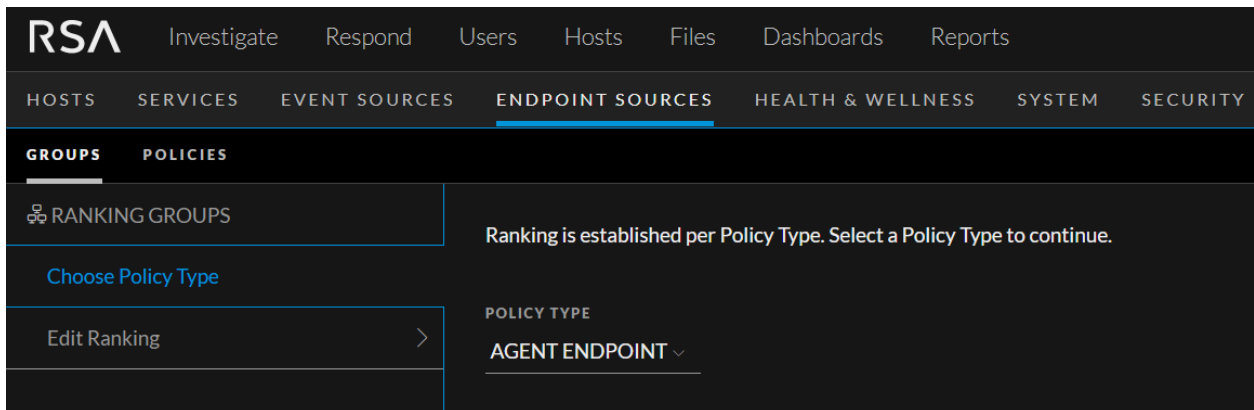 RSA Investigate Respond Users Hosts Files Dashboards Reports
HOSTS SERVICES EVENT SOURCES ENDPOINT SOURCES HEALTH & WELLNESS SYSTEM SECURITY
GROUPS POLICIES
RANKING GROUPS
Ranking is established per Policy Type. Select a Policy Type to continue.
Choose Policy Type
POLICY TYPE
Edit Ranking
AGENT ENDPOINT